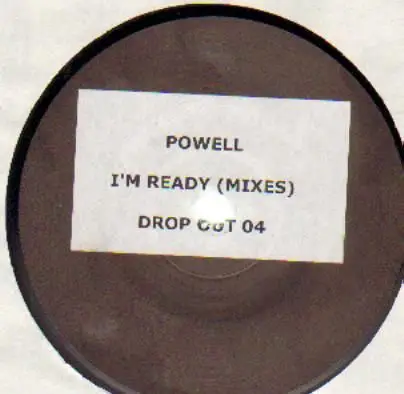 POWELL
I'M READY (MIXES)
DROP OUT 04